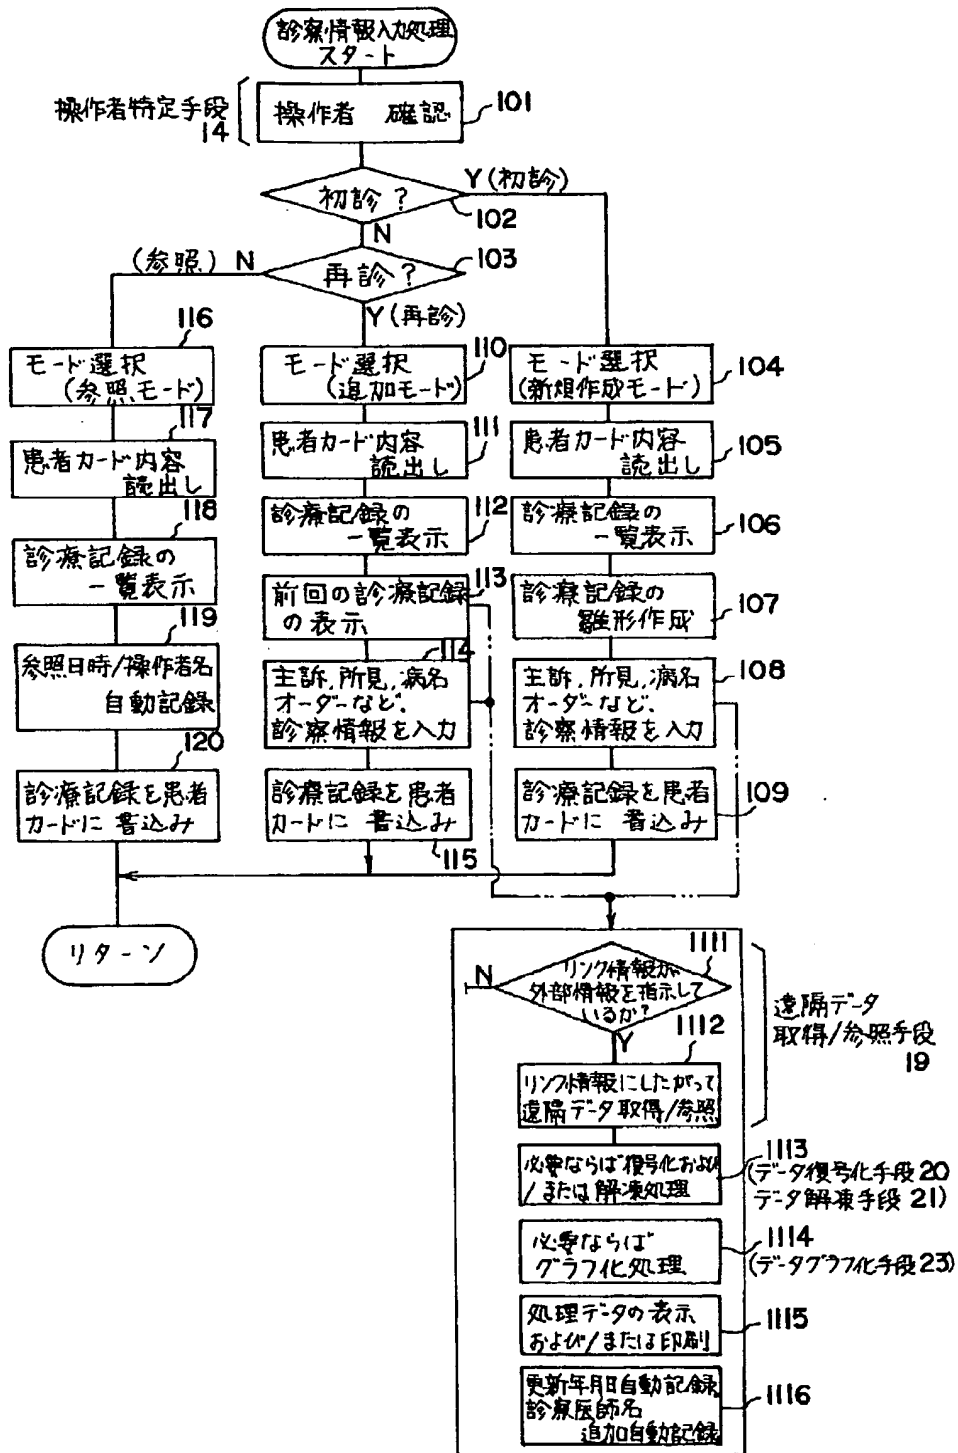 診察情報入力処理
スタート
操作者特定手段
14
操作者 確認
101
初診?
Y(初診)
102
N
再診?
103
(参照) N
Y(再診)
116
モード選択
(参照モード)
117
患者カード内容
読出し
118
診療記録の
一覧表示
119
参照日時/操作者名
自動記録
120
診療記録を患者
カードに書込み
モード選択
(追加モード)
110
患者カード内容
読出し
111
診療記録の
一覧表示
112
前回の診療記録
の表示
113
114
主訴,所見,病名
オーダーなど、
診察情報を入力
診療記録を患者
カードに書込み
115
モード選択
(新規作成モード)
104
患者カード内容
読出し
105
診療記録の
一覧表示
106
診療記録の
雛形作成
107
主訴,所見,病名
オーダーなど、
診察情報を入力
108
診療記録を患者
カードに書込み
109
リターン
1111
リンク情報が
外部情報を指示して
いるか?
N
Y
遠隔データ
取得/参照手段
19
1112
リンク情報にしたがって
遠隔データ取得/参照
必要ならば復号化および
/または解凍処理
1113
(データ復号化手段20
データ解凍手段21)
必要ならば
グラフ化処理
1114
(データグラフ化手段23)
処理データの表示
および/または印刷
1115
更新年月日自動記録
診察医師名
追加自動記録
1116